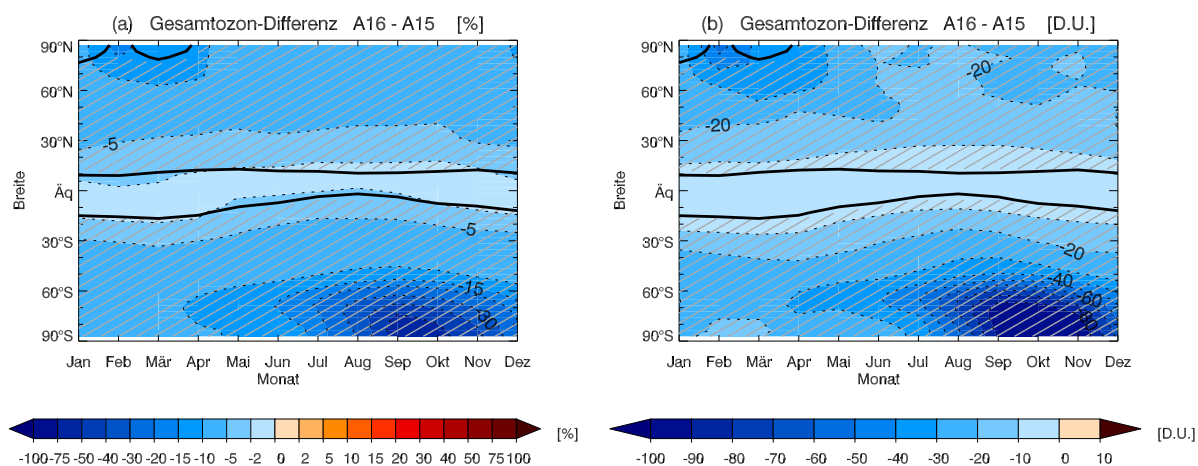 (a) Gesamtozon-Differenz A16 - A15 [%]
90°N
60°N
30°N
Äq
30°S
60°S
90°S
Breite
-5
-5
-15
-30
Jan Feb Mär Apr Mai Jun Jul Aug Sep Okt Nov Dez
Monat
-100 -75 -50 -40 -30 -20 -15 -10 -5 -2 0 2 5 10 15 20 30 40 50 75 100
[%]
(b) Gesamtozon-Differenz A16 - A15 [D.U.]
90°N
60°N
30°N
Äq
30°S
60°S
90°S
Breite
-20
-20
-20
-40
-60
-80
Jan Feb Mär Apr Mai Jun Jul Aug Sep Okt Nov Dez
Monat
-100 -90 -80 -70 -60 -50 -40 -30 -20 -10 0 10
[D.U.]